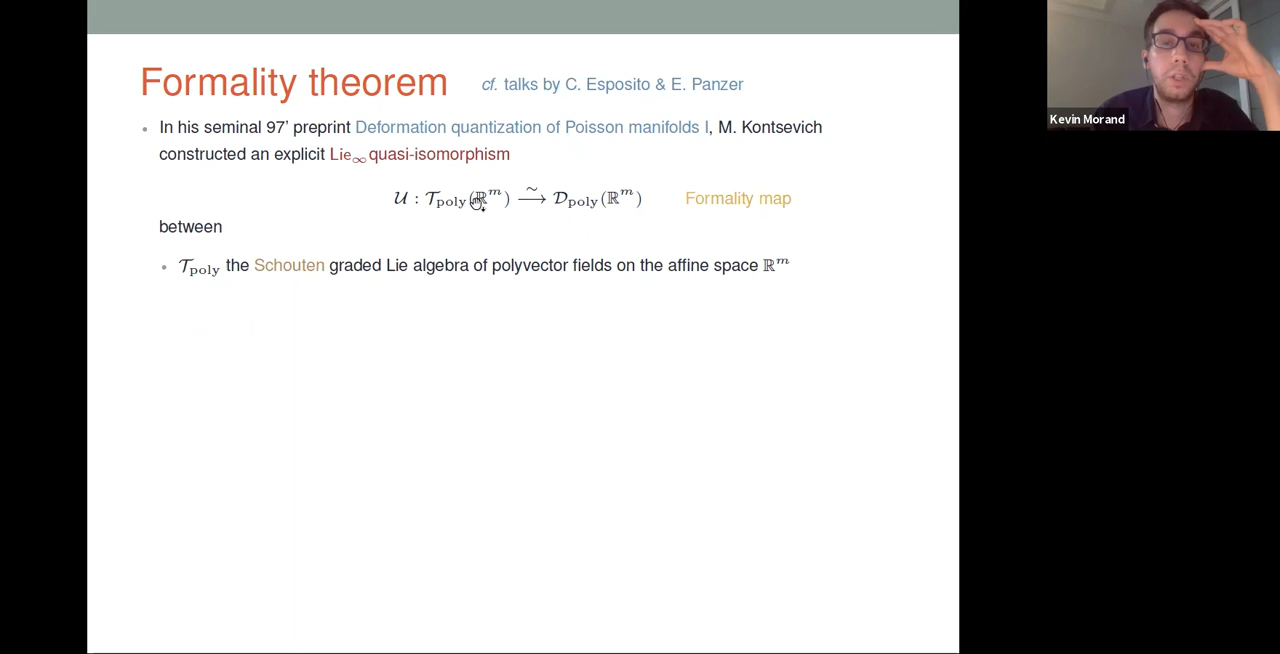 Formality theorem cf. talks by C. Esposito & E. Panzer
• In his seminal 97' preprint Deformation quantization of Poisson manifolds I, M. Kontsevich
constructed an explicit Lie∞ quasi-isomorphism
𝒰 : 𝒯poly(ℝᵐ) ⟶̃ 𝒟poly(ℝᵐ) Formality map
between
• 𝒯poly the Schouten graded Lie algebra of polyvector fields on the affine space ℝᵐ
Kevin Morand